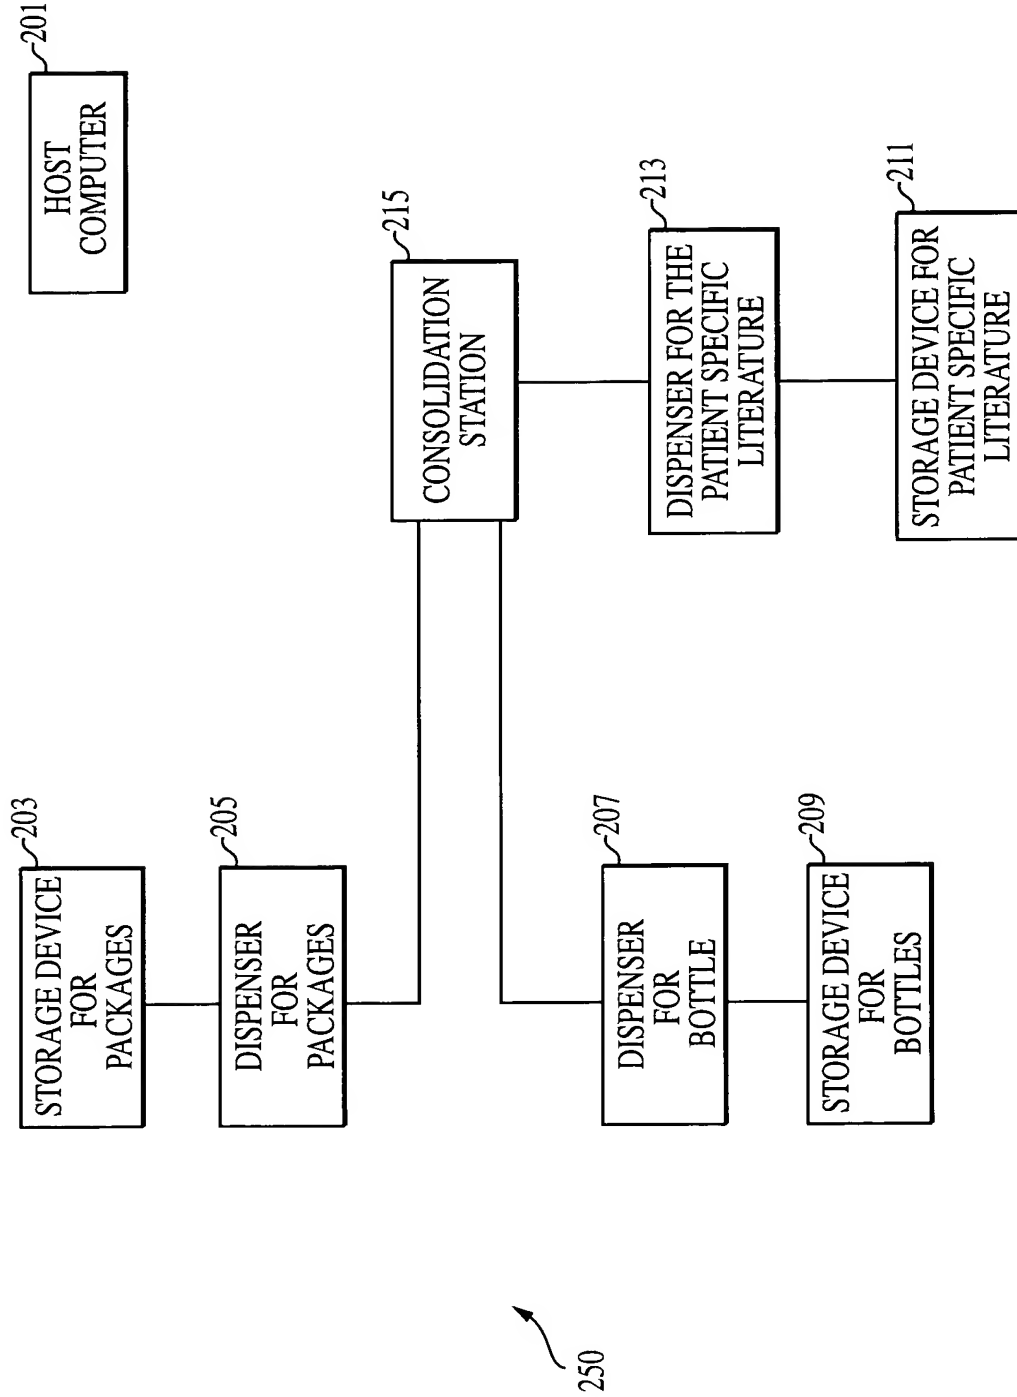 201
HOST
COMPUTER
203
STORAGE DEVICE
FOR
PACKAGES
205
DISPENSER
FOR
PACKAGES
215
CONSOLIDATION
STATION
207
DISPENSER
FOR
BOTTLE
209
STORAGE DEVICE
FOR
BOTTLES
213
DISPENSER FOR THE
PATIENT SPECIFIC
LITERATURE
211
STORAGE DEVICE FOR
PATIENT SPECIFIC
LITERATURE
250